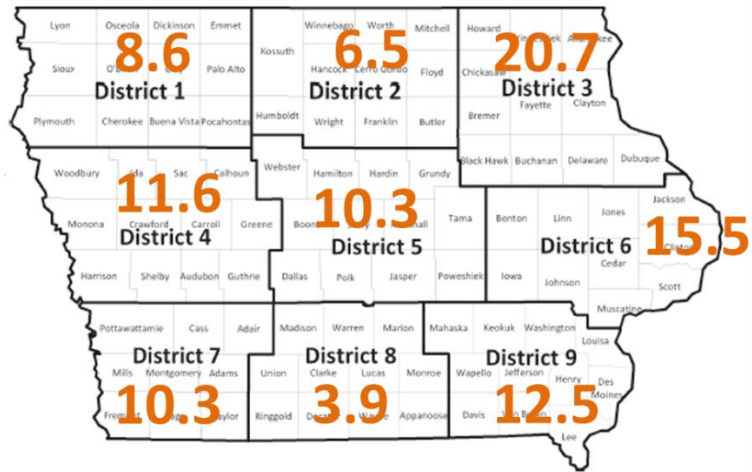 Lyon Osceola Dickinson Emmet Winnebago Worth Mitchell Howard
8.6 6.5 20.7
Kossuth
Sioux Palo Alto Hancock Cerro Gordo Floyd Chickasaw
District 1 District 2 District 3
Fayette Clayton
Plymouth Cherokee Buena Vista Pocahontas Humboldt Wright Franklin Butler Bremer
Black Hawk Buchanan Delaware Dubuque
Woodbury Ida Sac Calhoun Webster Hamilton Hardin Grundy
11.6 10.3 15.5
Jackson
Monona Crawford Carroll Greene Tama Benton Linn Jones
District 4 District 5 District 6
Clinton
Cedar
Harrison Shelby Audubon Guthrie Dallas Polk Jasper Poweshiek Iowa Johnson Scott
Muscatine
Pottawattamie Cass Adair Madison Warren Marion Mahaska Keokuk Washington
Louisa
District 7 District 8 District 9
Mills Montgomery Adams Union Clarke Lucas Monroe Wapello Jefferson Henry Des
Moines
10.3 3.9 12.5
Ringgold Appanoose Davis
Lee